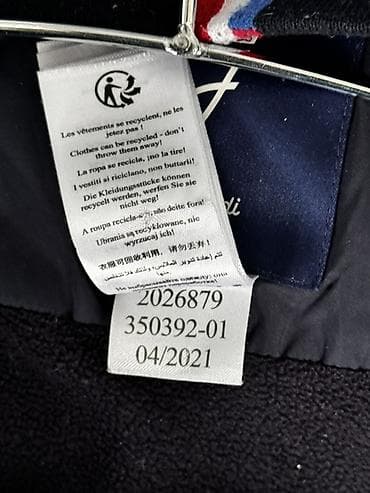 Les vêtements se recyclent, ne les
jetez pas !
Clothes can be recycled - don't
throw them away!
La ropa se recicla, ¡no la tire!
I vestiti si riciclano, non buttarli!
Die Kleidungsstücke können
recycelt werden, werfen Sie sie
nicht weg!
A roupa recicla-se, não deite fora!
Ubrania są recyklowane, nie
wyrzucaj ich!
衣服可回收利用，请勿丢弃！
di
2026879
350392-01
04/2021